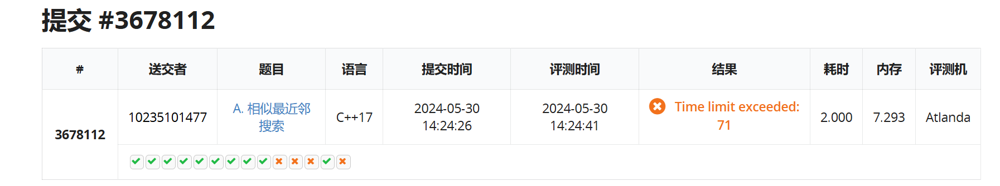 提交 #3678112
# 送交者 题目 语言 提交时间 评测时间 结果 耗时 内存 评测机
3678112 10235101477 A. 相似最近邻搜索 C++17 2024-05-30 14:24:26 2024-05-30 14:24:41 Time limit exceeded: 71 2.000 7.293 Atlanda